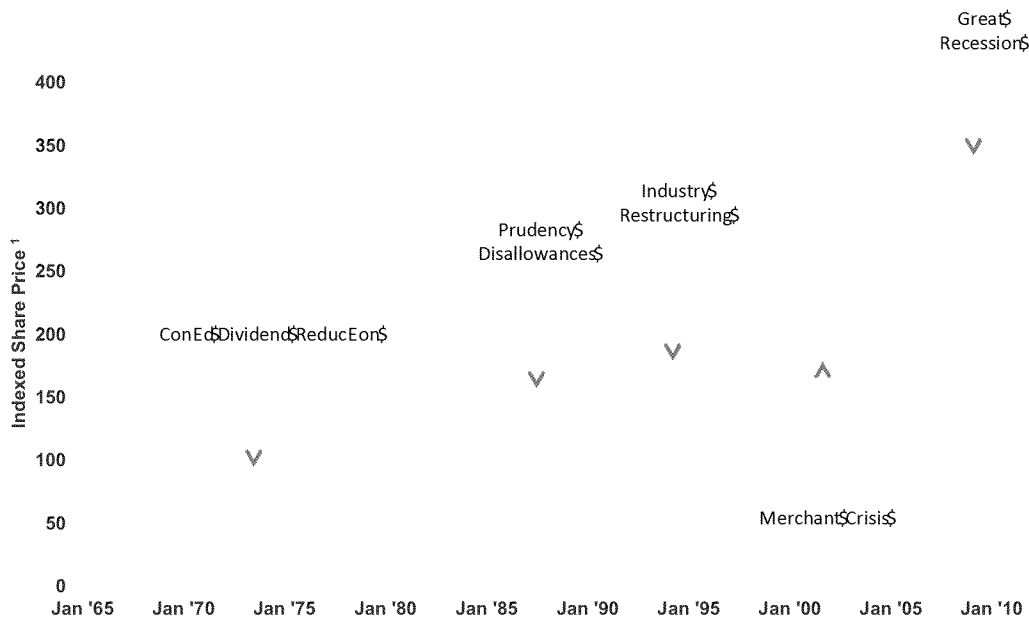 Great$
Recession$
400
350
Industry$
Restructuring$
300
Prudency$
Disallowances$
250
Indexed Share Price 1
ConEd$Dividend$ReducEon$
200
150
100
Merchant$Crisis$
50
0
Jan '65 Jan '70 Jan '75 Jan '80 Jan '85 Jan '90 Jan '95 Jan '00 Jan '05 Jan '10